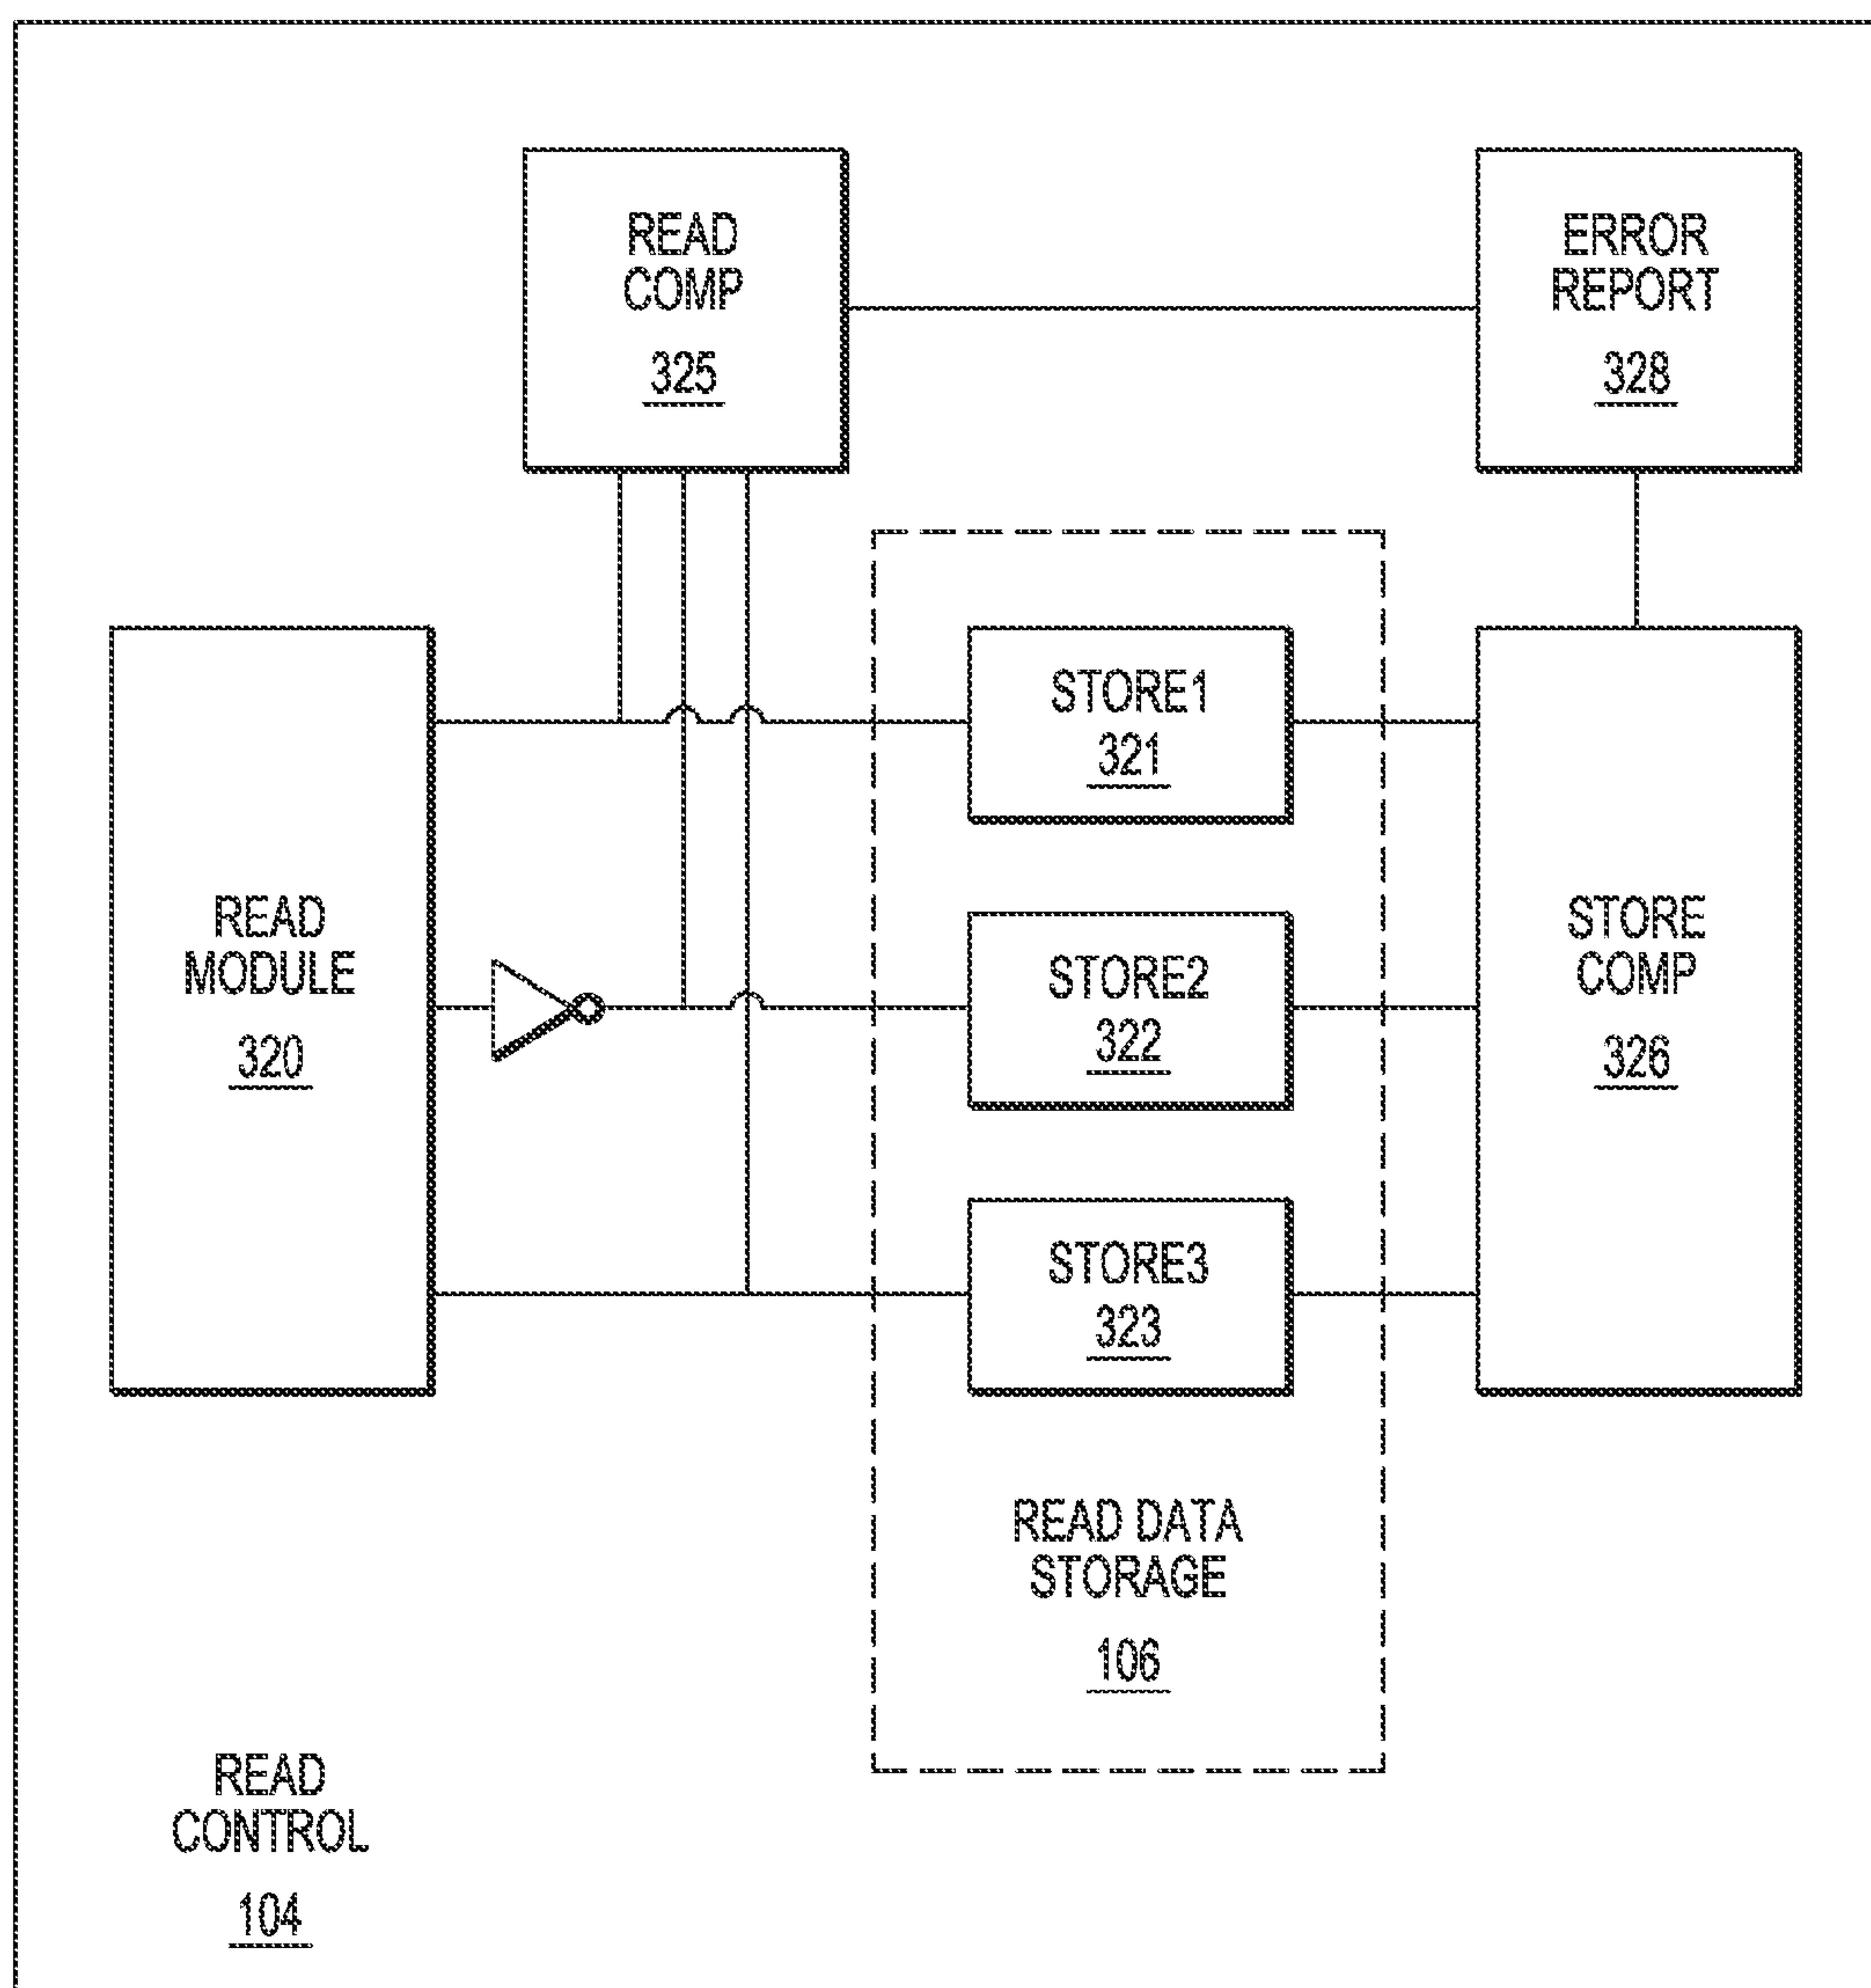 READ
COMP
325
ERROR
REPORT
328
STORE1
321
READ
MODULE
320
STORE2
322
STORE
COMP
326
STORE3
323
READ DATA
STORAGE
106
READ
CONTROL
104